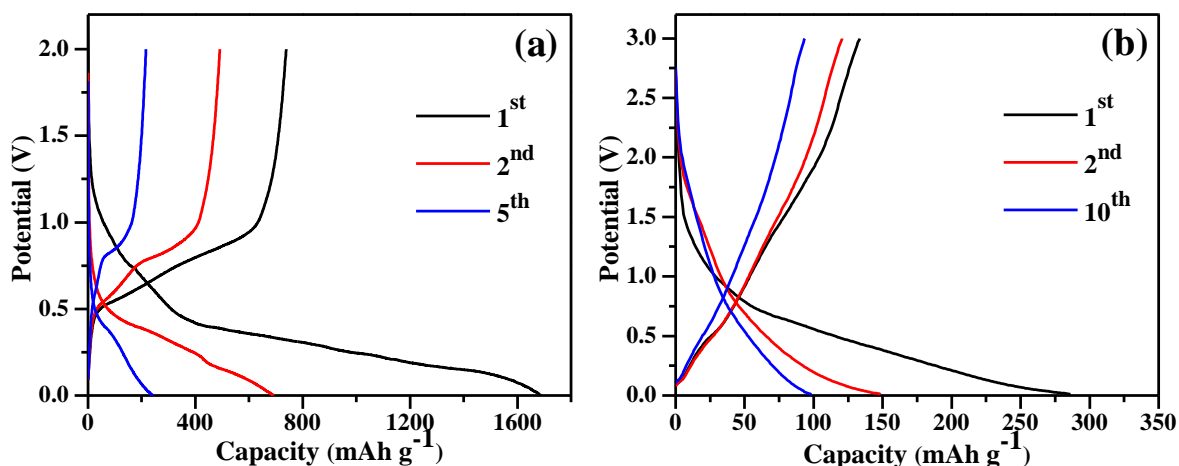 (a)
2.0
1.5
1.0
0.5
0.0
Potential (V)
1st
2nd
5th
0 400 800 1200 1600
Capacity (mAh g-1)
(b)
3.0
2.5
2.0
1.5
1.0
0.5
0.0
Potential (V)
1st
2nd
10th
0 50 100 150 200 250 300 350
Capacity (mAh g-1)